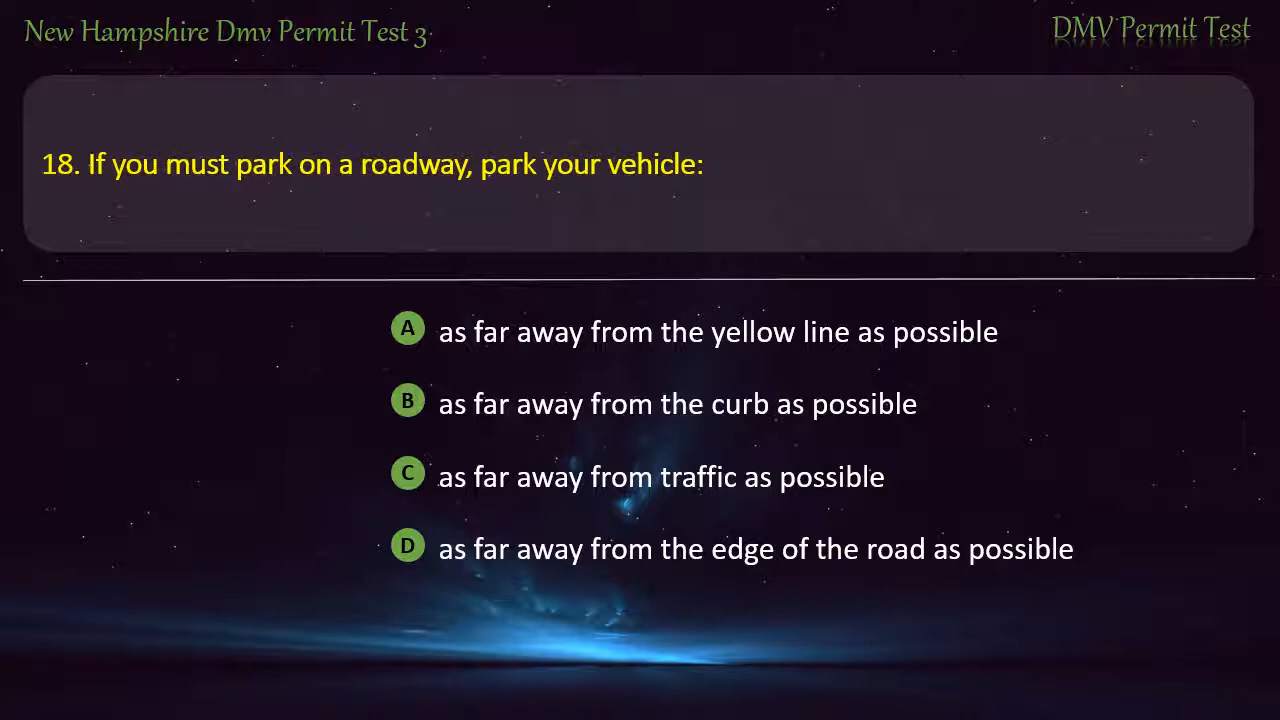 New Hampshire Dmv Permit Test 3
DMV Permit Test
18. If you must park on a roadway, park your vehicle:
A as far away from the yellow line as possible
B as far away from the curb as possible
C as far away from traffic as possible
D as far away from the edge of the road as possible